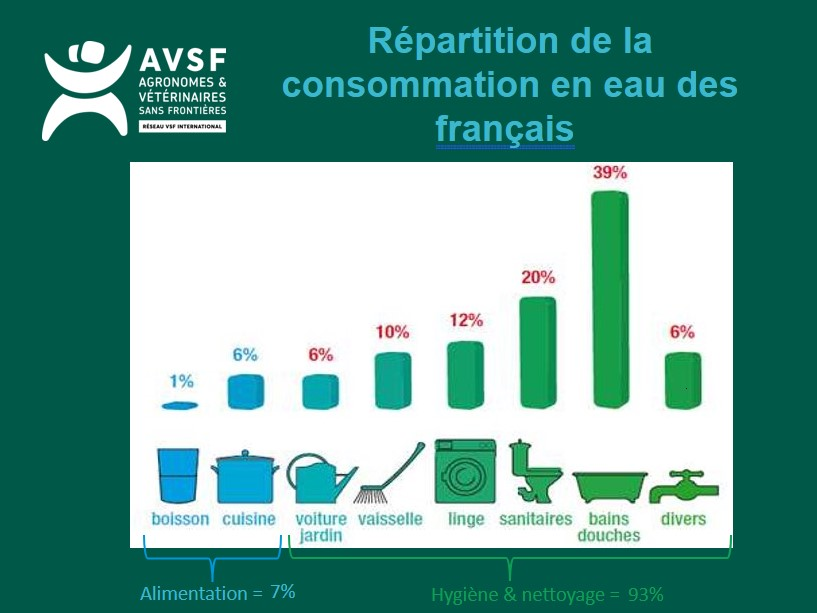 AVSF
AGRONOMES &
VÉTÉRINAIRES
SANS FRONTIÈRES
RÉSEAU VSF INTERNATIONAL
Répartition de la
consommation en eau des
français
39%
20%
12%
10%
6%
6%
6%
1%
boisson cuisine voiture jardin vaisselle linge sanitaires bains douches divers
Alimentation = 7%
Hygiène & nettoyage = 93%